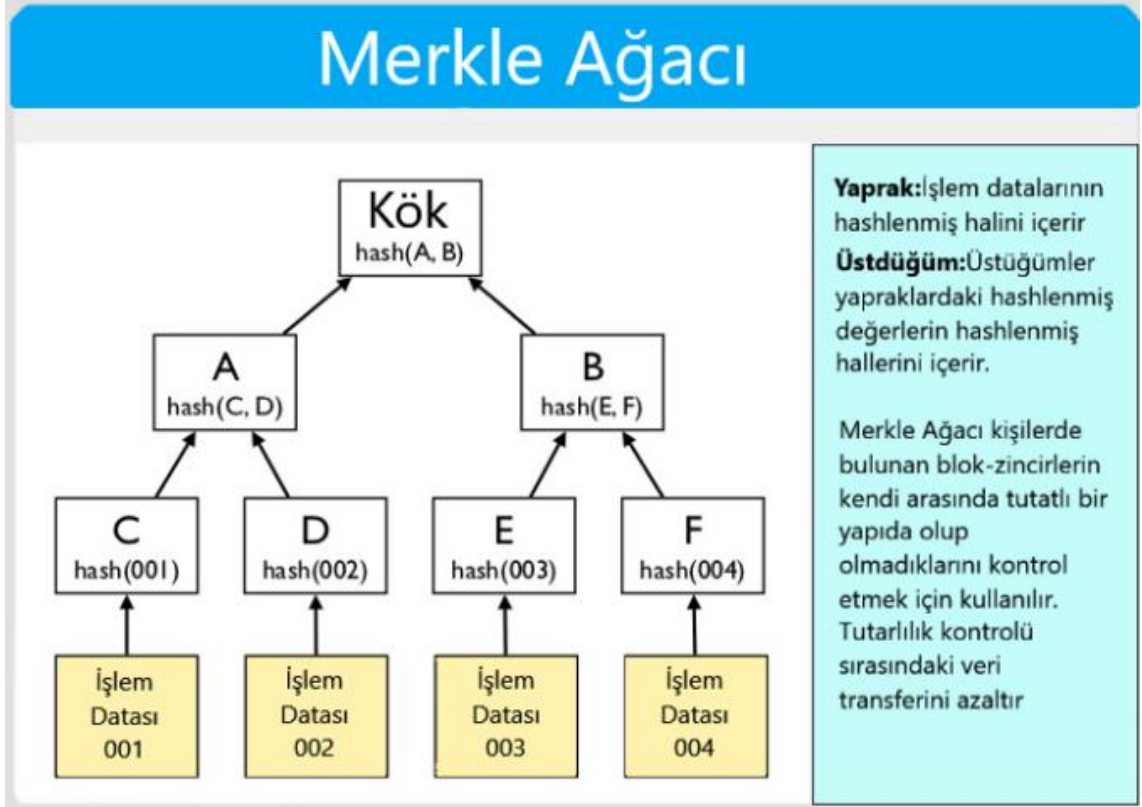 Merkle Ağacı
Kök
hash(A, B)
A
hash(C, D)
B
hash(E, F)
C
hash(001)
D
hash(002)
E
hash(003)
F
hash(004)
İşlem
Datası
001
İşlem
Datası
002
İşlem
Datası
003
İşlem
Datası
004
Yaprak:İşlem datalarının
hashlenmiş halini içerir
Üstdüğüm:Üstüğümler
yapraklardaki hashlenmiş
değerlerin hashlenmiş
hallerini içerir.
Merkle Ağacı kişilerde
bulunan blok-zincirlerin
kendi arasında tutatlı bir
yapıda olup
olmadıklarını kontrol
etmek için kullanılır.
Tutarlılık kontrolü
sırasındaki veri
transferini azaltır